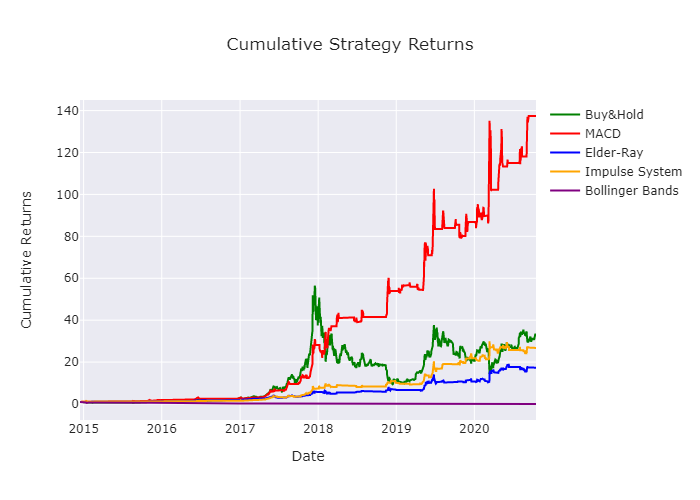 Cumulative Strategy Returns
Cumulative Returns
140
120
100
80
60
40
20
0
2015 2016 2017 2018 2019 2020
Date
Buy&Hold
MACD
Elder-Ray
Impulse System
Bollinger Bands